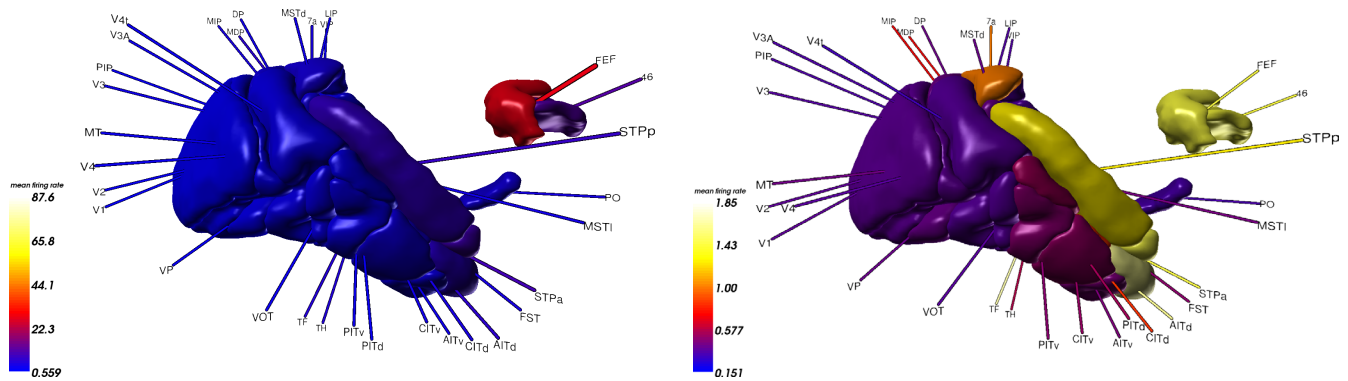 V4t
V3A
PIP
V3
MT
V4
V2
V1
VP
MIP
DP
MDP
MSTd
7a
LIP
VIP
FEF
46
STPp
PO
MSTl
STPa
FST
AITd
CITd
AITv
CITv
PITd
PITv
TH
TF
VOT
mean firing rate
87.6
65.8
44.1
22.3
0.559
V3A
V4t
PIP
V3
MT
V2
V4
V1
VP
MIP
DP
MDP
MSTd
7a
LIP
VIP
FEF
46
STPp
PO
MSTl
STPa
FST
AITd
CITd
PITd
AITv
CITv
PITv
TH
TF
VOT
mean firing rate
1.85
1.43
1.00
0.577
0.151